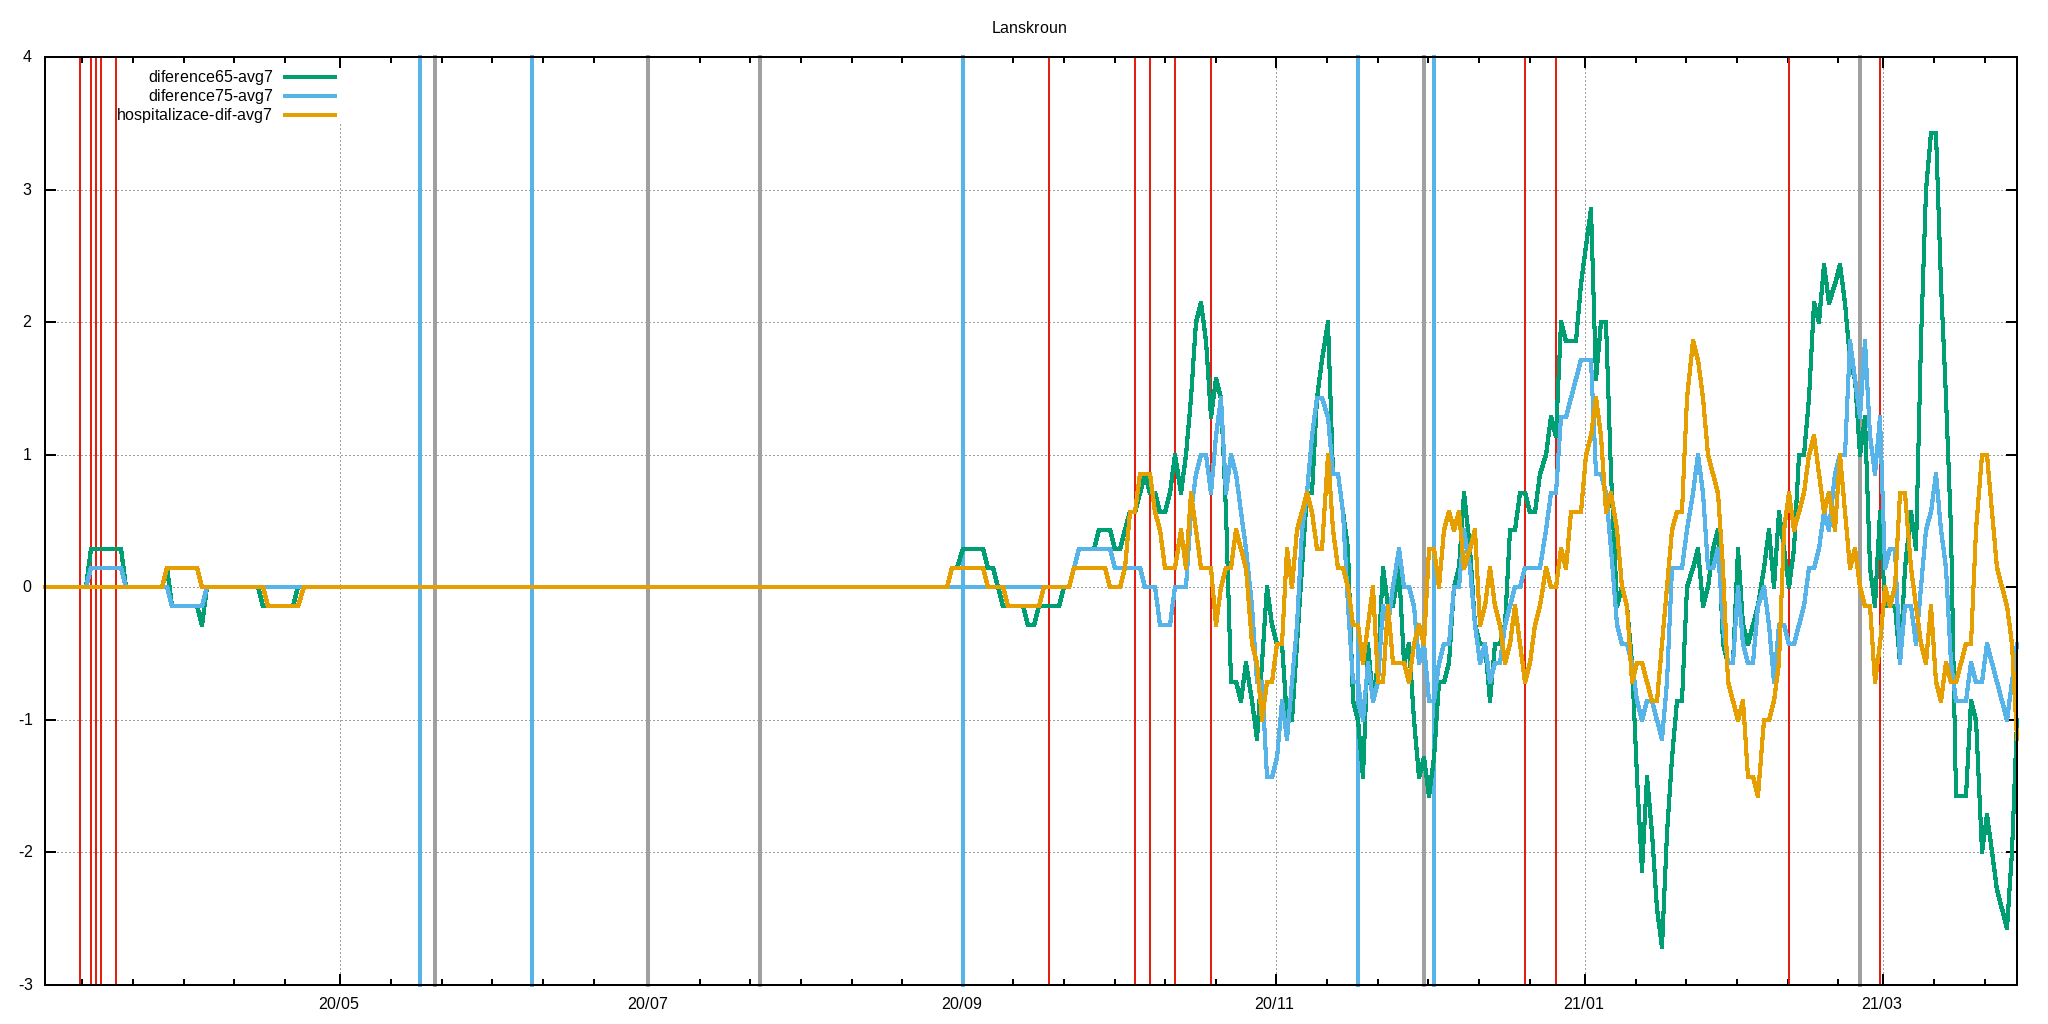 Lanskroun
4
diference65-avg7
diference75-avg7
hospitalizace-dif-avg7
3
2
1
0
-1
-2
-3
20/05 20/07 20/09 20/11 21/01 21/03